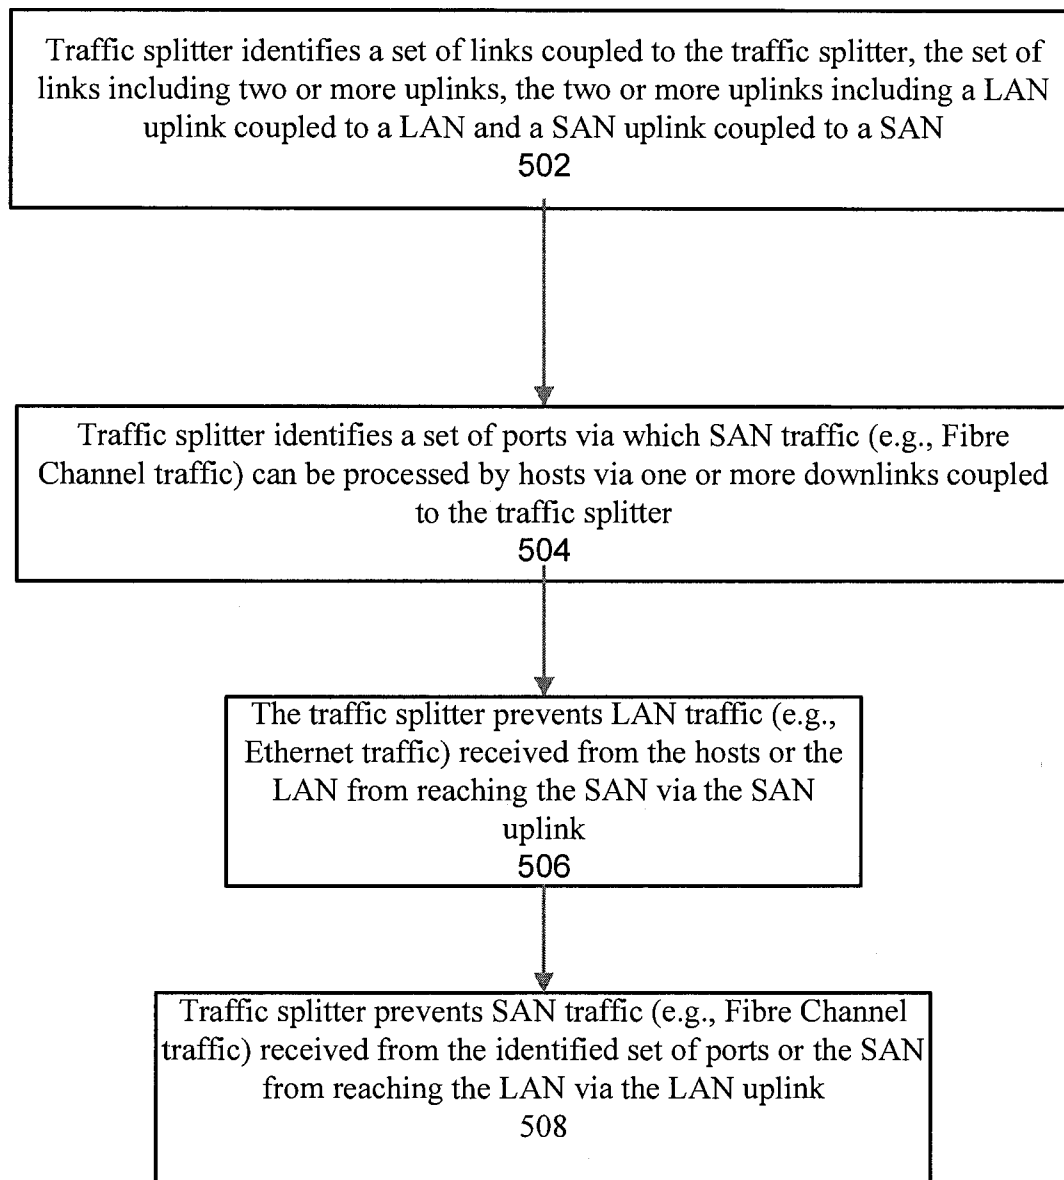 Traffic splitter identifies a set of links coupled to the traffic splitter, the set of
links including two or more uplinks, the two or more uplinks including a LAN
uplink coupled to a LAN and a SAN uplink coupled to a SAN
502
Traffic splitter identifies a set of ports via which SAN traffic (e.g., Fibre
Channel traffic) can be processed by hosts via one or more downlinks coupled
to the traffic splitter
504
The traffic splitter prevents LAN traffic (e.g.,
Ethernet traffic) received from the hosts or the
LAN from reaching the SAN via the SAN
uplink
506
Traffic splitter prevents SAN traffic (e.g., Fibre Channel
traffic) received from the identified set of ports or the SAN
from reaching the LAN via the LAN uplink
508